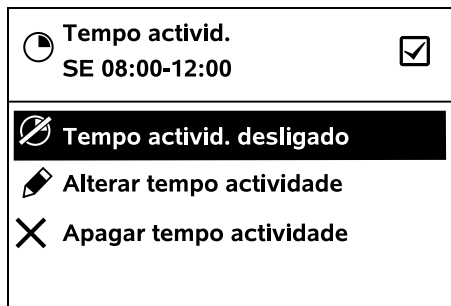 Tempo activid.
SE 08:00-12:00
Tempo activid. desligado
Alterar tempo actividade
Apagar tempo actividade